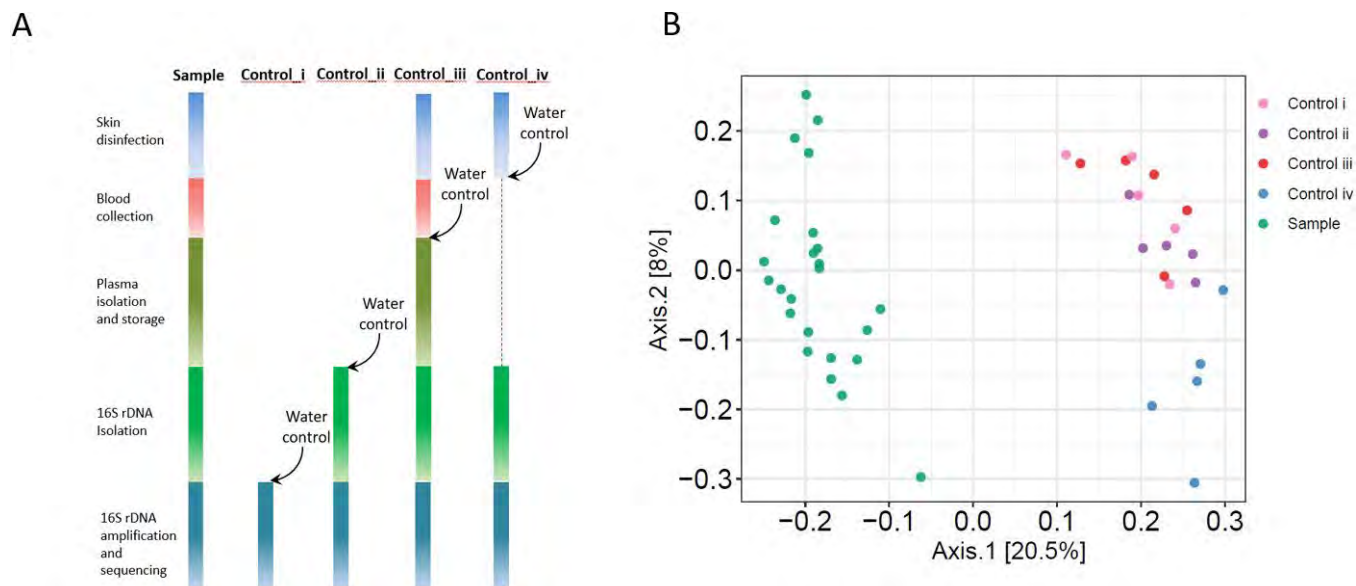 A
Sample Control_i Control_ii Control_iii Control_iv
Skin
disinfection
Water
control
Blood
collection
Water
control
Plasma
isolation
and storage
Water
control
16S rDNA
Isolation
Water
control
16S rDNA
amplification
and
sequencing
B
Axis.2 [8%]
0.2
0.1
0.0
−0.1
−0.2
−0.3
−0.2 −0.1 0.0 0.1 0.2 0.3
Axis.1 [20.5%]
Control i
Control ii
Control iii
Control iv
Sample